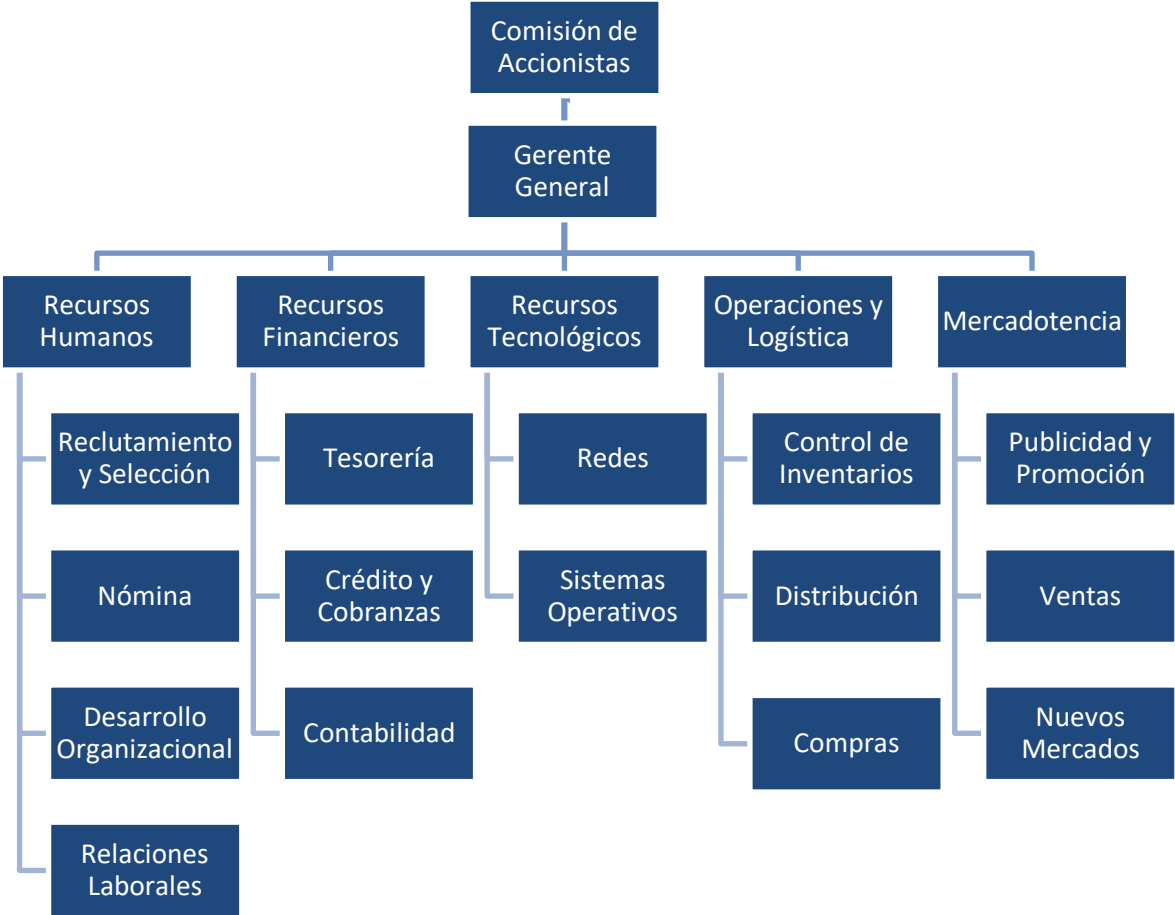 Comisión de
Accionistas
Gerente
General
Recursos
Humanos
Recursos
Financieros
Recursos
Tecnológicos
Operaciones y
Logística
Mercadotencia
Reclutamiento
y Selección
Tesorería
Redes
Control de
Inventarios
Publicidad y
Promoción
Nómina
Crédito y
Cobranzas
Sistemas
Operativos
Distribución
Ventas
Desarrollo
Organizacional
Contabilidad
Compras
Nuevos
Mercados
Relaciones
Laborales